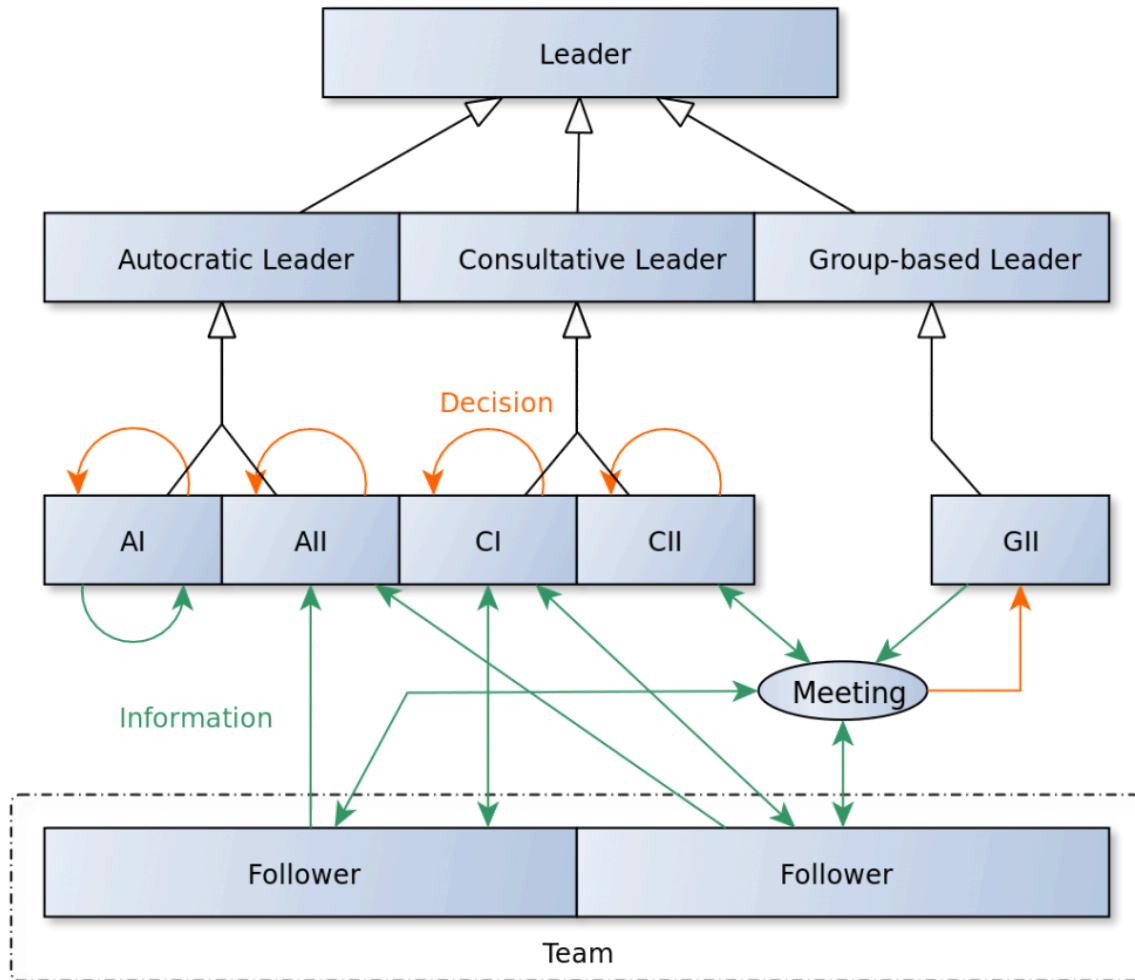 Leader
Autocratic Leader
Consultative Leader
Group-based Leader
Decision
AI
AII
CI
CII
GII
Meeting
Information
Follower
Follower
Team